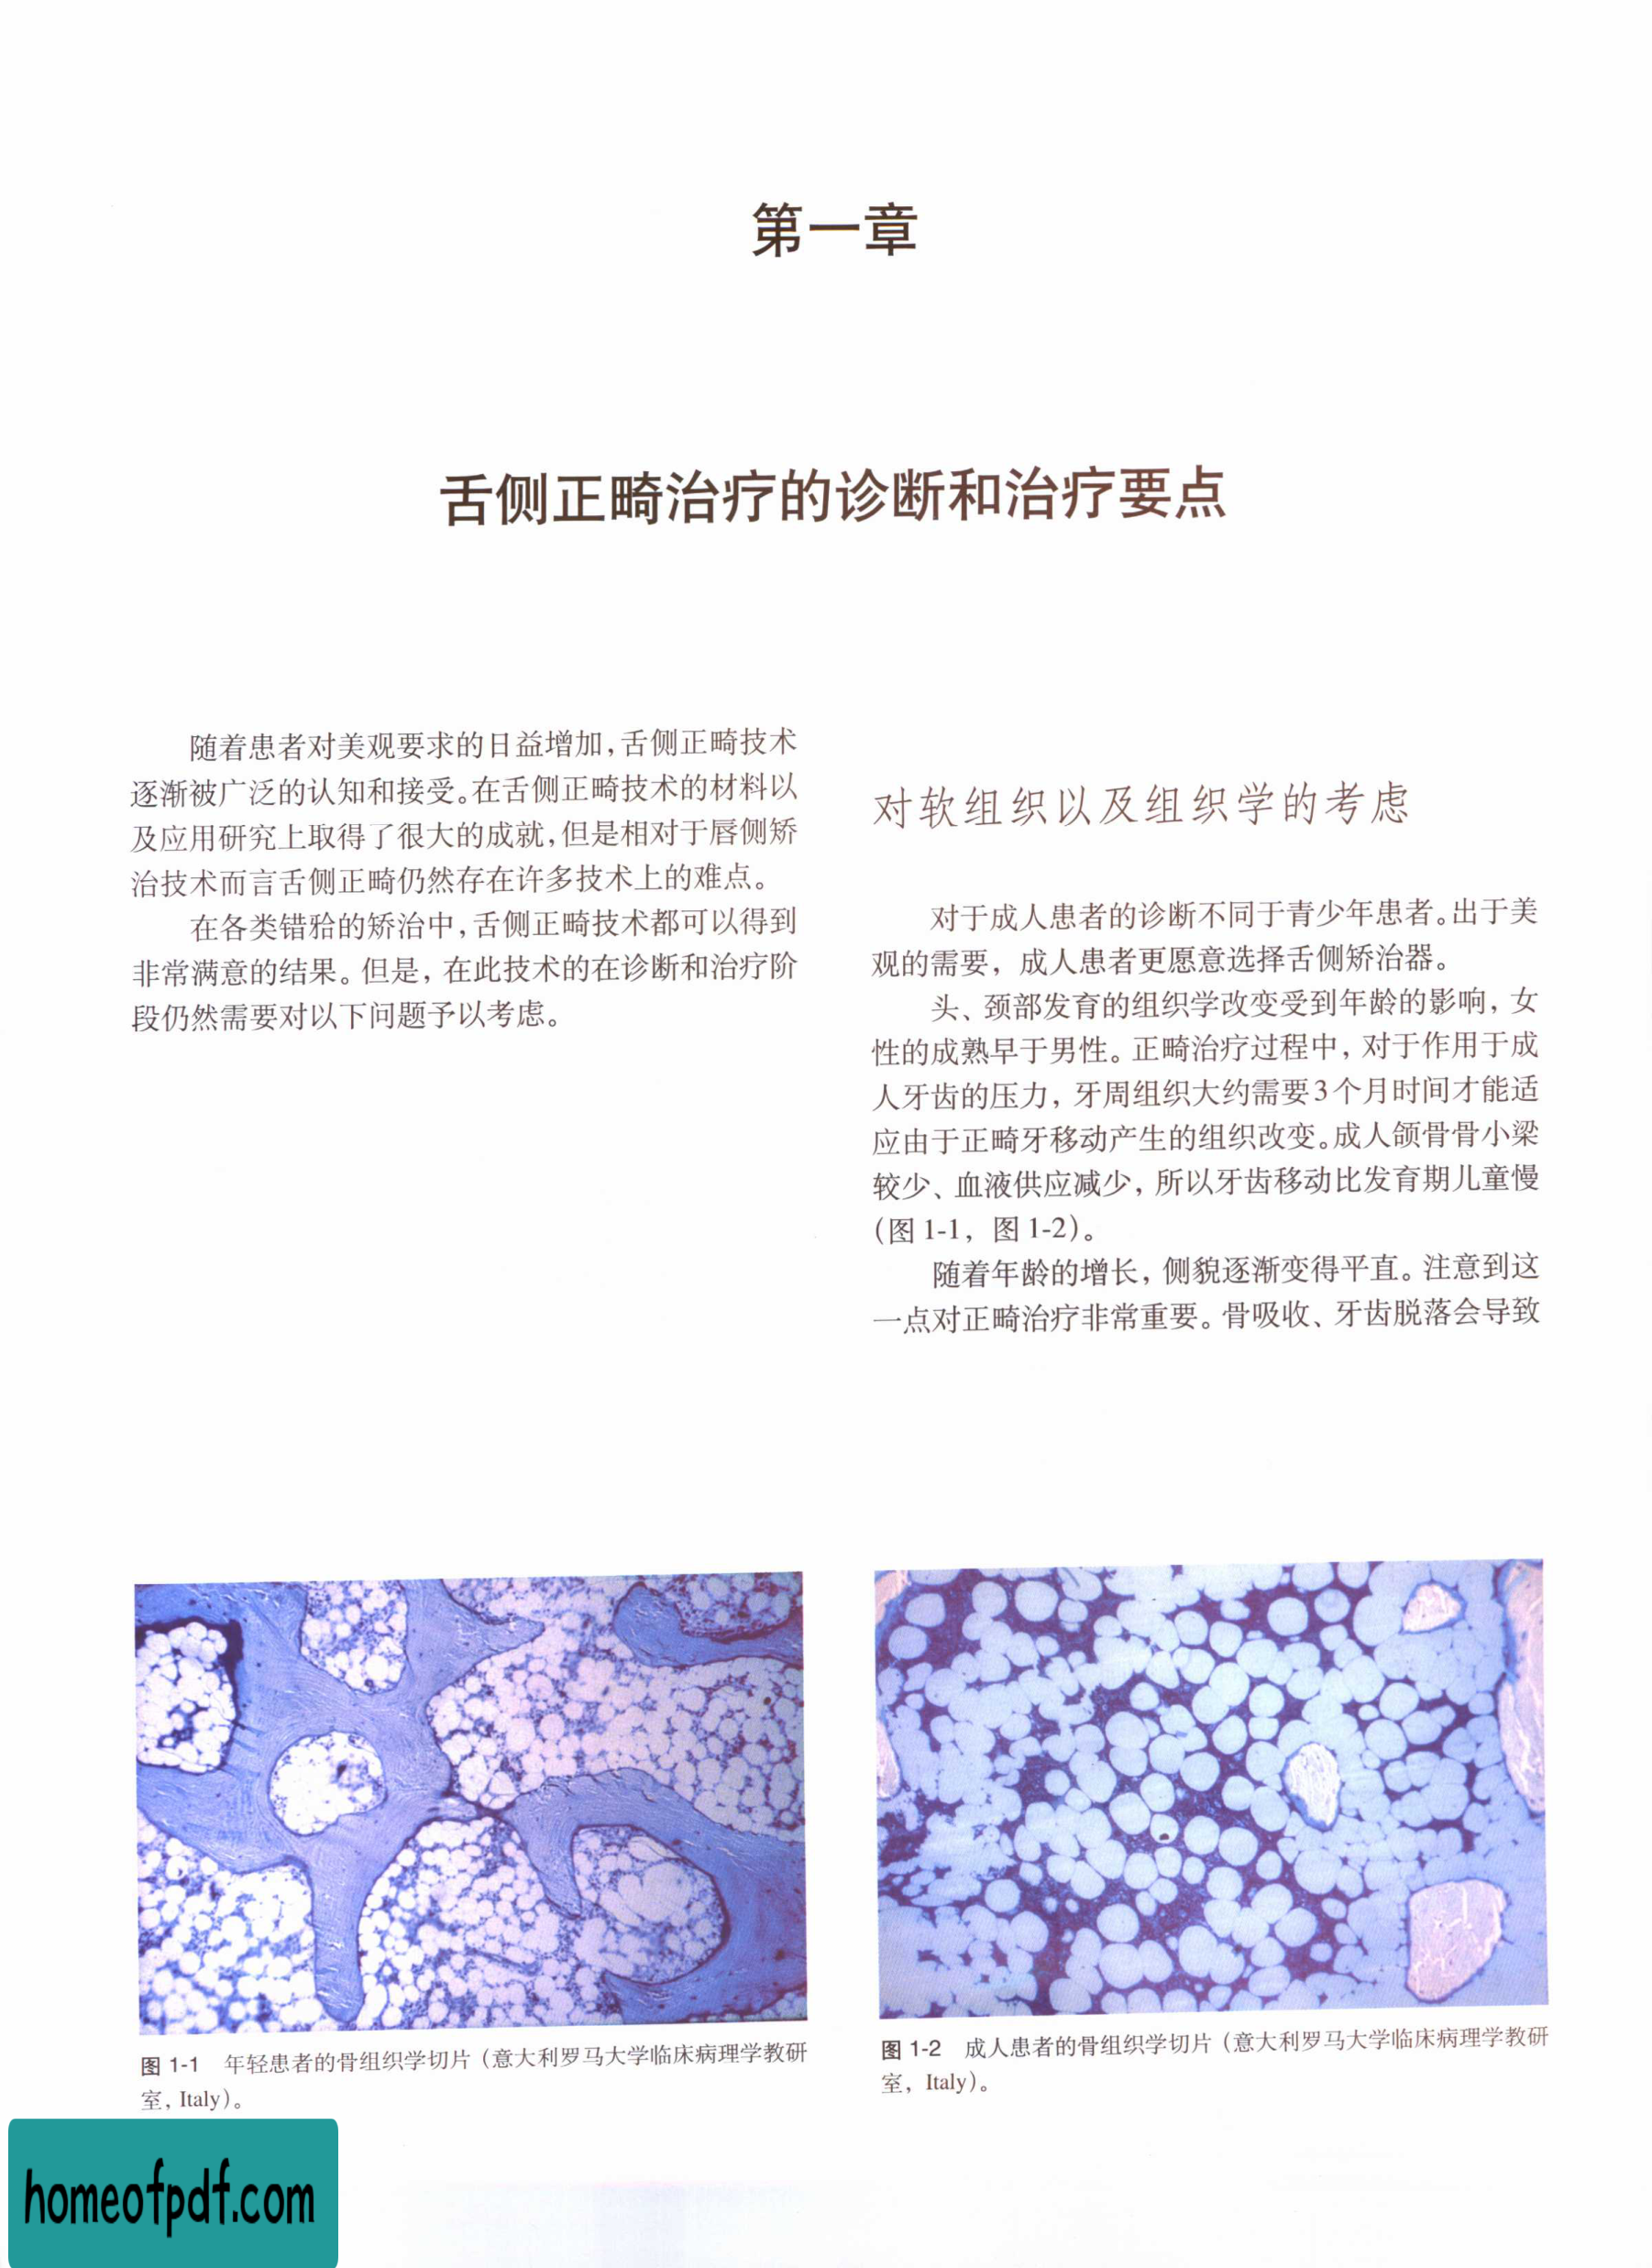 第一章
舌侧正畸治疗的诊断和治疗要点
随着患者对美观要求的日益增加，舌侧正畸技术
逐渐被广泛的认知和接受。在舌侧正畸技术的材料以
及应用研究上取得了很大的成就，但是相对于唇侧矫
治技术而言舌侧正畸仍然存在许多技术上的难点。
在各类错𬌗的矫治中，舌侧正畸技术都可以得到
非常满意的结果。但是，在此技术的在诊断和治疗阶
段仍然需要对以下问题予以考虑。
对软组织以及组织学的考虑
对于成人患者的诊断不同于青少年患者。出于美
观的需要，成人患者更愿意选择舌侧矫治器。
头、颈部发育的组织学改变受到年龄的影响，女
性的成熟早于男性。正畸治疗过程中，对于作用于成
人牙齿的压力，牙周组织大约需要3个月时间才能适
应由于正畸牙移动产生的组织改变。成人颌骨骨小梁
较少、血液供应减少，所以牙齿移动比发育期儿童慢
（图1-1，图1-2）。
随着年龄的增长，侧貌逐渐变得平直。注意到这
一点对正畸治疗非常重要。骨吸收、牙齿脱落会导致
图 1-1 年轻患者的骨组织学切片（意大利罗马大学临床病理学教研
室，Italy）。
图 1-2 成人患者的骨组织学切片（意大利罗马大学临床病理学教研
室，Italy）。
homeofpdf.com